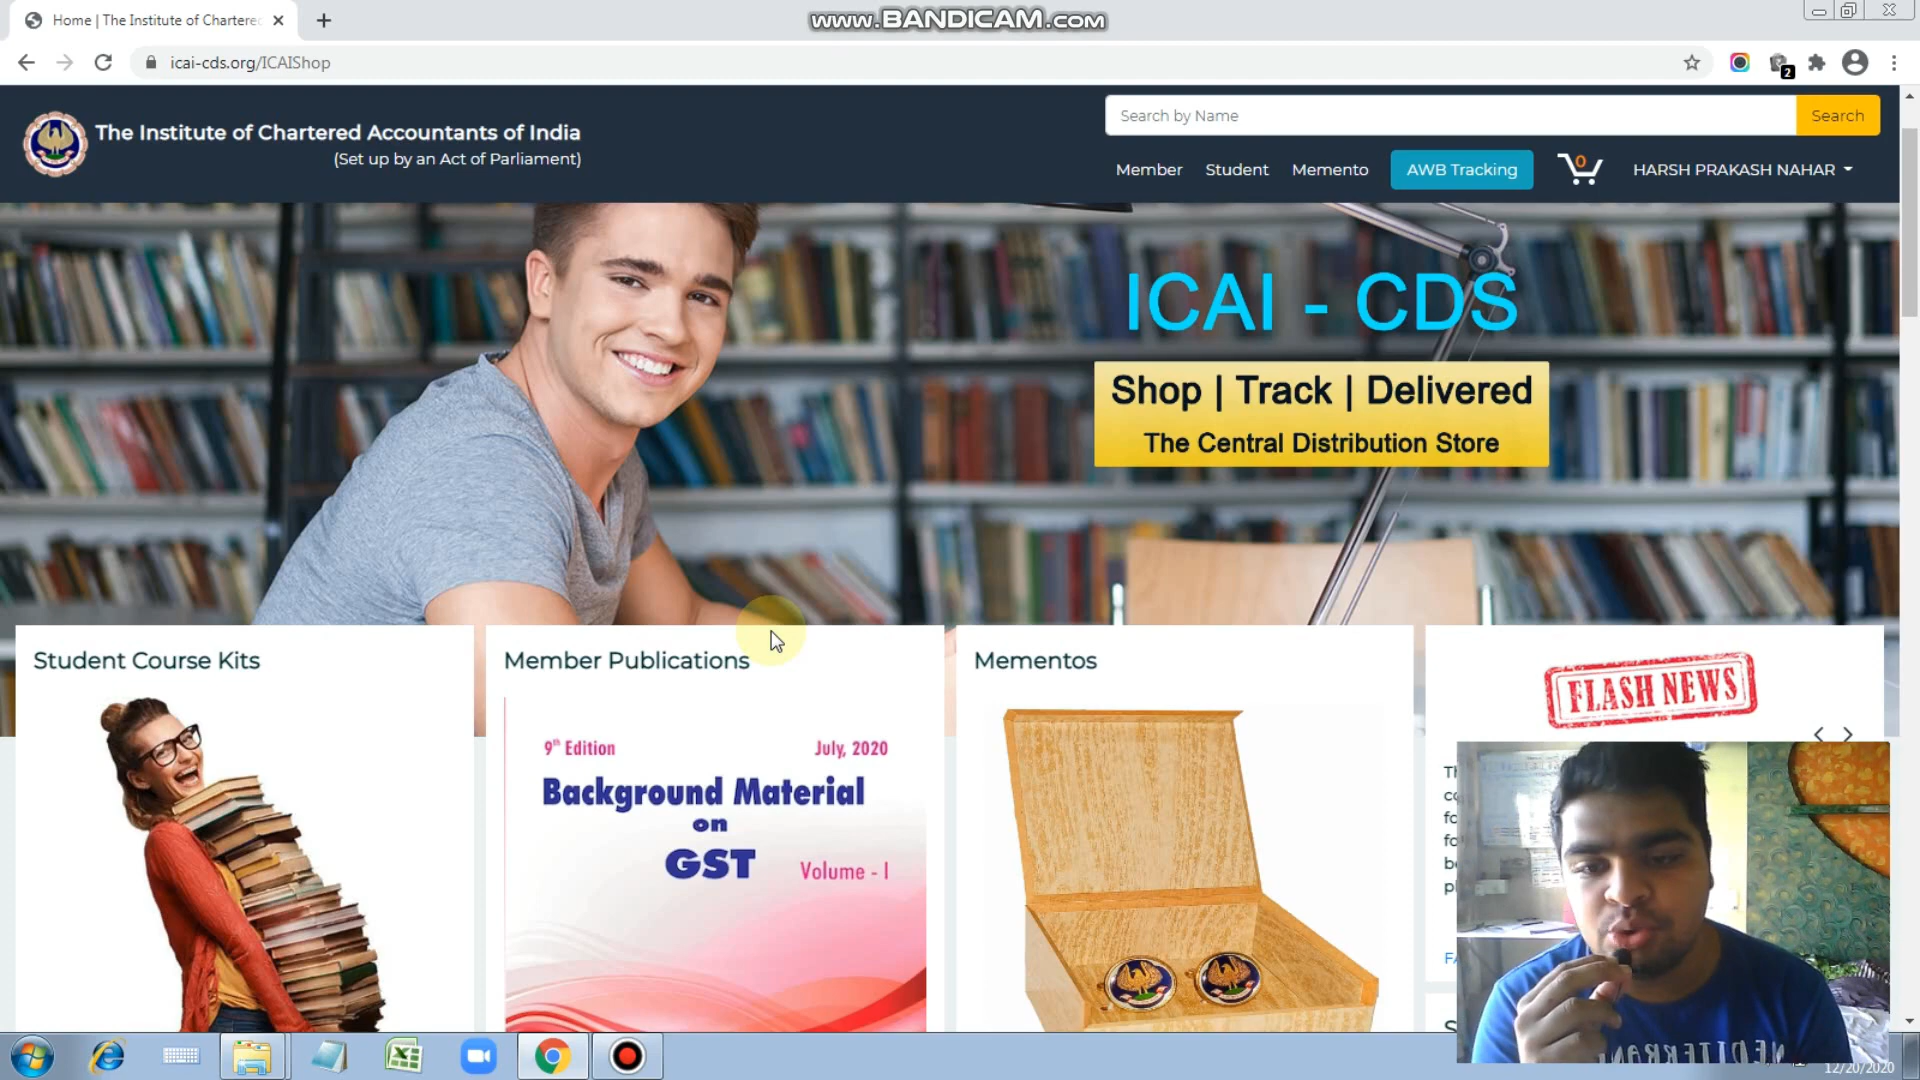 Home | The Institute of Chartere
www.BANDICAM.com
icai-cds.org/ICAIShop
2
The Institute of Chartered Accountants of India
(Set up by an Act of Parliament)
Search by Name
Search
Member
Student
Memento
AWB Tracking
0
HARSH PRAKASH NAHAR
ICAI - CDS
Shop | Track | Delivered
The Central Distribution Store
Student Course Kits
Member Publications
Mementos
FLASH NEWS
9th Edition
July, 2020
Background Material
on
GST
Volume - I
12/20/2020